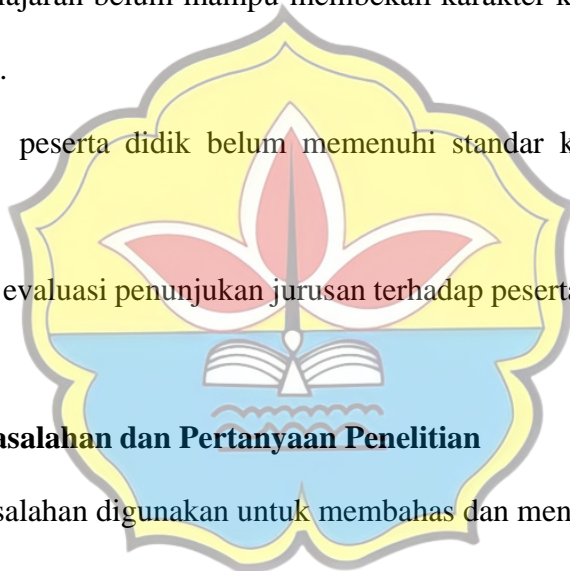 ajaran belum mampu membekali karakter k
.
peserta didik belum memenuhi standar k
evaluasi penunjukan jurusan terhadap peserta
asalahan dan Pertanyaan Penelitian
salahan digunakan untuk membahas dan men